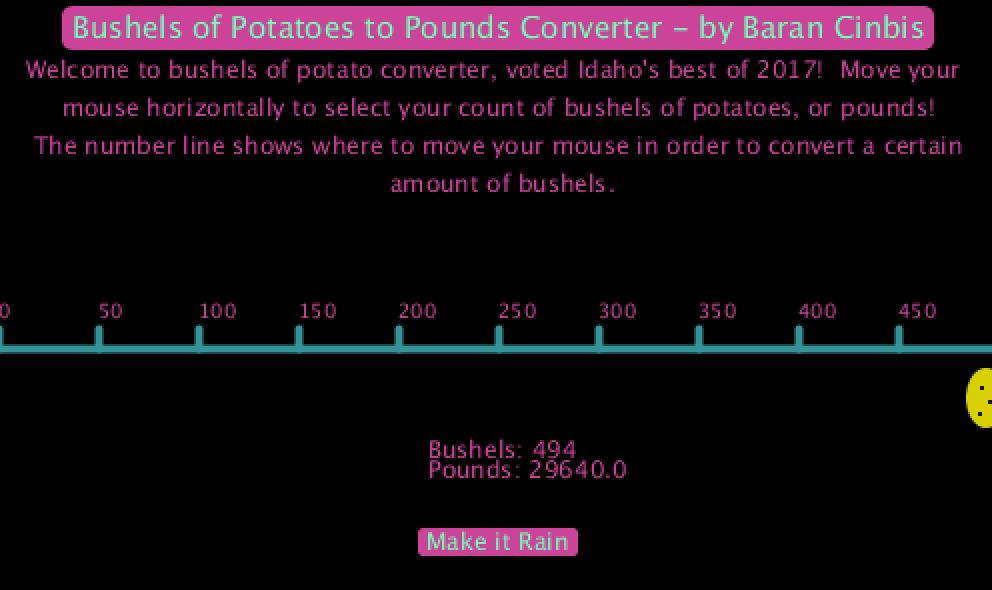 Bushels of Potatoes to Pounds Converter – by Baran Cinbis
Welcome to bushels of potato converter, voted Idaho's best of 2017!  Move your
mouse horizontally to select your count of bushels of potatoes, or pounds!
The number line shows where to move your mouse in order to convert a certain
amount of bushels.
0 50 100 150 200 250 300 350 400 450
Bushels: 494
Pounds: 29640.0
Make it Rain